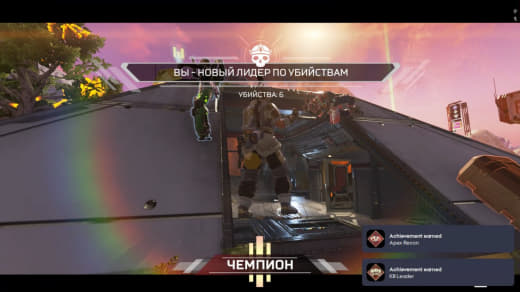 ВЫ - НОВЫЙ ЛИДЕР ПО УБИЙСТВАМ
УБИЙСТВА: 6
ЧЕМПИОН
Achievement earned
Apex Recon
Achievement earned
Kill Leader